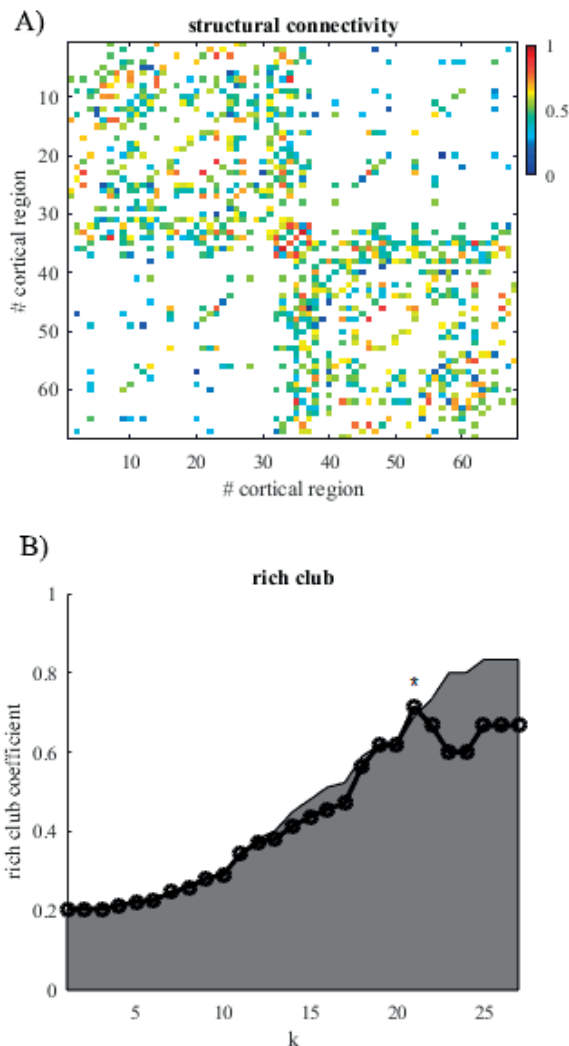 A)
structural connectivity
1
0.5
0
10
20
30
40
50
60
# cortical region
10 20 30 40 50 60
# cortical region
B)
rich club
1
0.8
0.6
0.4
0.2
0
rich club coefficient
*
5 10 15 20 25
k